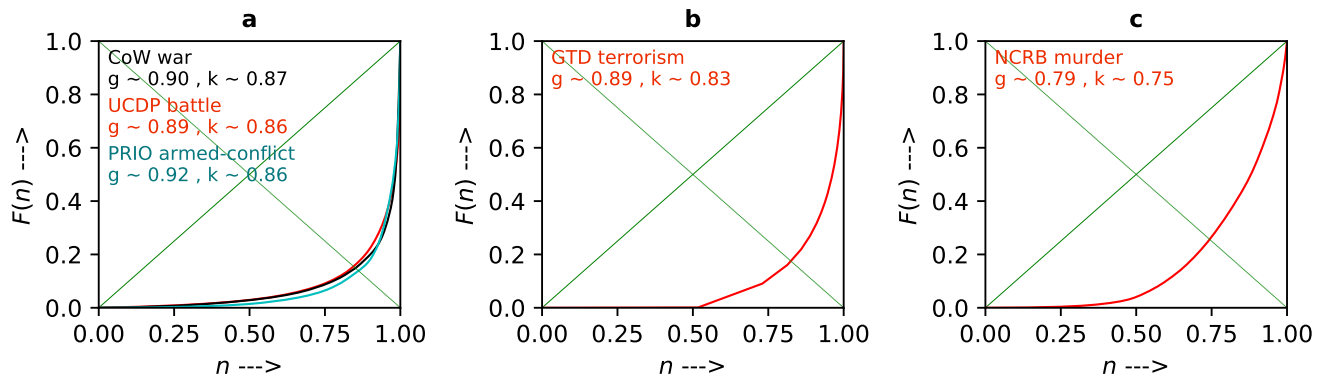 a
1.0
0.8
0.6
0.4
0.2
0.0
F(n) --->
CoW war
g ~ 0.90 , k ~ 0.87
UCDP battle
g ~ 0.89 , k ~ 0.86
PRIO armed-conflict
g ~ 0.92 , k ~ 0.86
0.00 0.25 0.50 0.75 1.00
n --->
b
1.0
0.8
0.6
0.4
0.2
0.0
F(n) --->
GTD terrorism
g ~ 0.89 , k ~ 0.83
0.00 0.25 0.50 0.75 1.00
n --->
c
1.0
0.8
0.6
0.4
0.2
0.0
F(n) --->
NCRB murder
g ~ 0.79 , k ~ 0.75
0.00 0.25 0.50 0.75 1.00
n --->